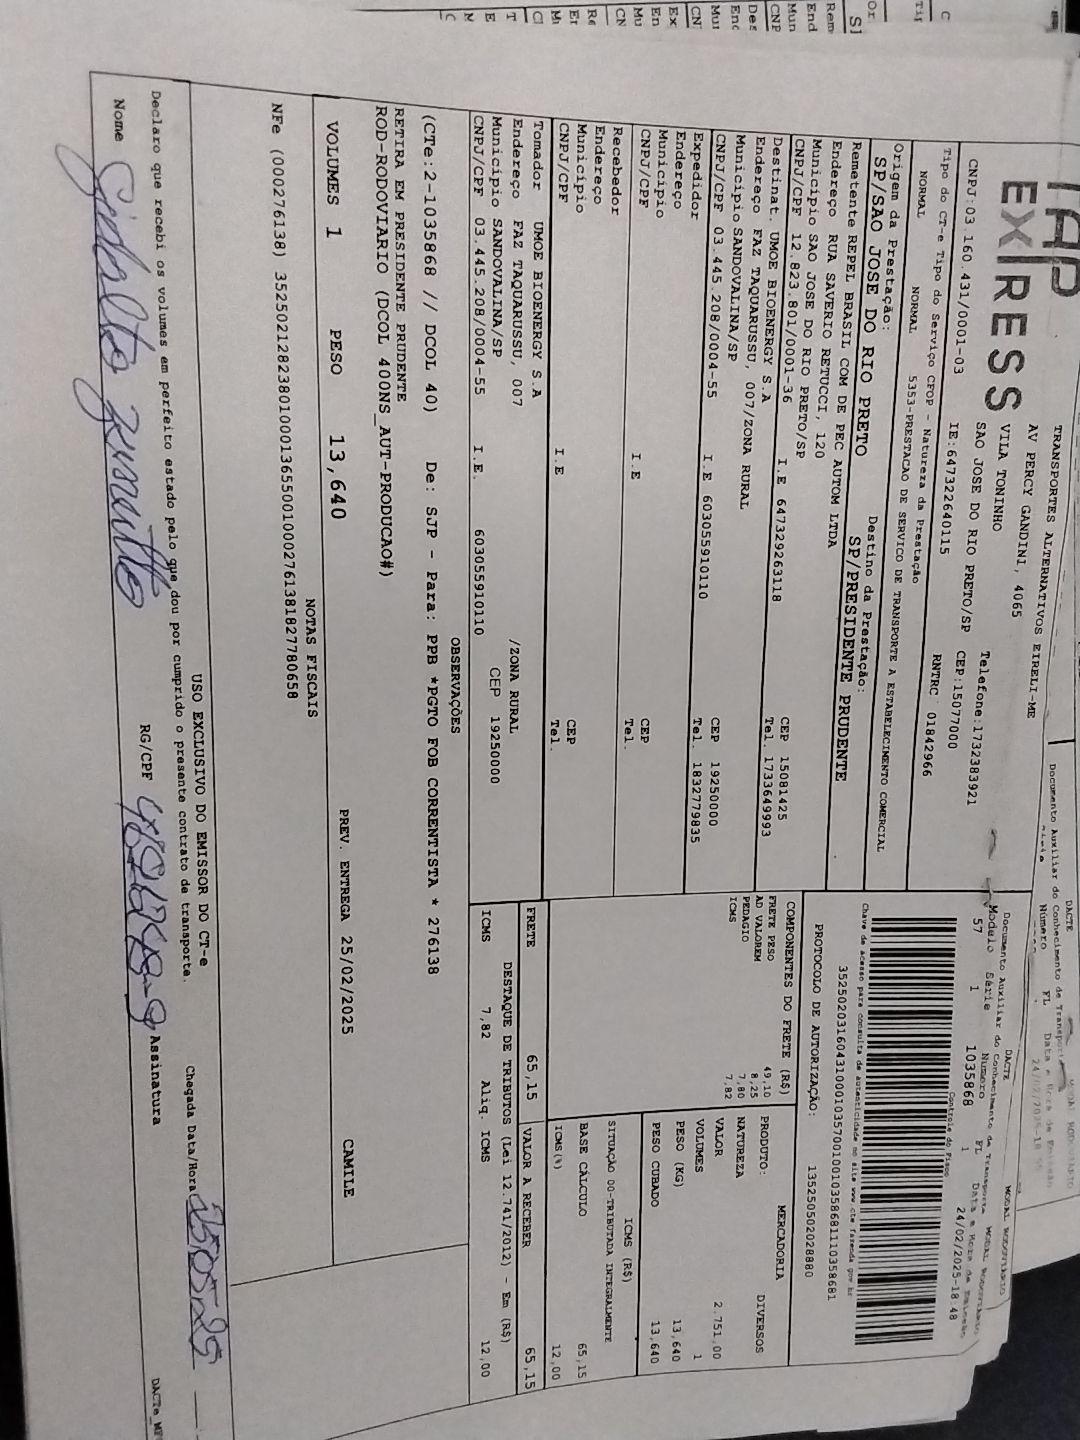 TAP
EX|RESS
TRANSPORTES ALTERNATIVOS EIRELI-ME
AV PERCY GANDINI, 4065
VILA TONINHO
SAO JOSE DO RIO PRETO/SP
Telefone:1732383921
CEP:15077000
CNPJ:03 160.431/0001-03 IE:647322640115 RNTRC 01842966
DACTE MODAL RODOVIÁRIO
Documento Auxiliar do Conhecimento de Transporte
Modelo Série Número FL Data e Hora de Emissão
57 1 1035868 1 24/02/2025-18:48
Controle do Fisco
Tipo do CT-e Tipo do Serviço CFOP - Natureza da Prestação
NORMAL NORMAL 5353-PRESTACAO DE SERVICO DE TRANSPORTE A ESTABELECIMENTO COMERCIAL
Chave de acesso para consulta de autenticidade no site www.cte.fazenda.gov.br
Origem da Prestação: Destino da Prestação:
SP/SAO JOSE DO RIO PRETO SP/PRESIDENTE PRUDENTE
PROTOCOLO DE AUTORIZAÇÃO: 135250502028880
Remetente REPEL BRASIL COM DE PEC AUTOM LTDA
Endereço RUA SAVERIO RETUCCI, 120
Município SAO JOSE DO RIO PRETO/SP CEP 15081425
CNPJ/CPF 12.823.801/0001-36 I.E 647329263118 Tel. 1733649993
Destinat. UMOE BIOENERGY S.A
Endereço FAZ TAQUARUSSU, 007/ZONA RURAL
Município SANDOVALINA/SP CEP 19250000
CNPJ/CPF 03.445.208/0004-55 I.E 603055910110 Tel. 1832779835
Expedidor
Endereço
Município CEP
CNPJ/CPF I.E Tel.
Recebedor
Endereço
Município CEP
CNPJ/CPF I.E Tel.
Tomador UMOE BIOENERGY S.A
Endereço FAZ TAQUARUSSU, 007 /ZONA RURAL
Município SANDOVALINA/SP CEP 19250000
CNPJ/CPF 03.445.208/0004-55 I.E. 603055910110
COMPONENTES DO FRETE (R$)
FRETE PESO 49,10
AD VALOREM 8,25
PEDAGIO 7,80
ICMS 7,82
PRODUTO: MERCADORIA
NATUREZA DIVERSOS
VALOR 2.751,00
VOLUMES 1
PESO (KG) 13,640
PESO CUBADO 13,640
ICMS (R$)
SITUAÇÃO 00-TRIBUTADA INTEGRALMENTE
BASE CÁLCULO 65,15
ICMS(%) 12,00
FRETE 65,15 VALOR A RECEBER 65,15
DESTAQUE DE TRIBUTOS (Lei 12.741/2012) - Em (R$)
ICMS 7,82 Aliq. ICMS 12,00
OBSERVAÇÕES
(CTe:2-1035868 // DCOL 40) De: SJP - Para: PPB *PGTO FOB CORRENTISTA * 276138
RETIRA EM PRESIDENTE PRUDENTE
ROD-RODOVIARIO (DCOL 400NS_AUT-PRODUCAO#)
VOLUMES 1 PESO 13,640 PREV. ENTREGA 25/02/2025 CAMILE
NOTAS FISCAIS
NFe (000276138) 35250212823801000136550010002761381827780658
USO EXCLUSIVO DO EMISSOR DO CT-e
Declaro que recebi os volumes em perfeito estado pelo que dou por cumprido o presente contrato de transporte.
Chegada Data/Hora
Nome RG/CPF Assinatura